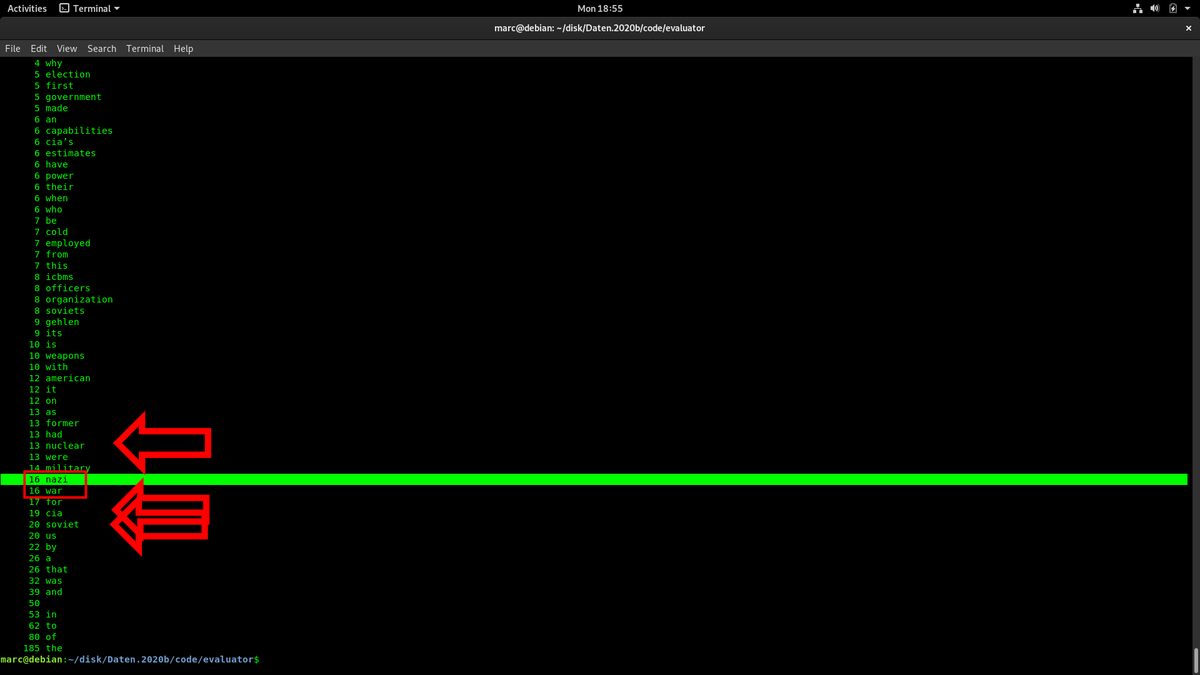 Activities Terminal Mon 18:55
marc@debian: ~/disk/Daten.2020b/code/evaluator
File Edit View Search Terminal Help
4 why
5 election
5 first
5 government
5 made
6 an
6 capabilities
6 cia’s
6 estimates
6 have
6 power
6 their
6 when
6 who
7 be
7 cold
7 employed
7 from
7 this
8 icbms
8 officers
8 organization
8 soviets
9 gehlen
9 its
10 is
10 weapons
10 with
12 american
12 it
12 on
13 as
13 former
13 had
13 nuclear
13 were
14 military
16 nazi
16 war
17 for
19 cia
20 soviet
20 us
22 by
26 a
26 that
32 was
39 and
50
53 in
62 to
80 of
185 the
marc@debian:~/disk/Daten.2020b/code/evaluator$